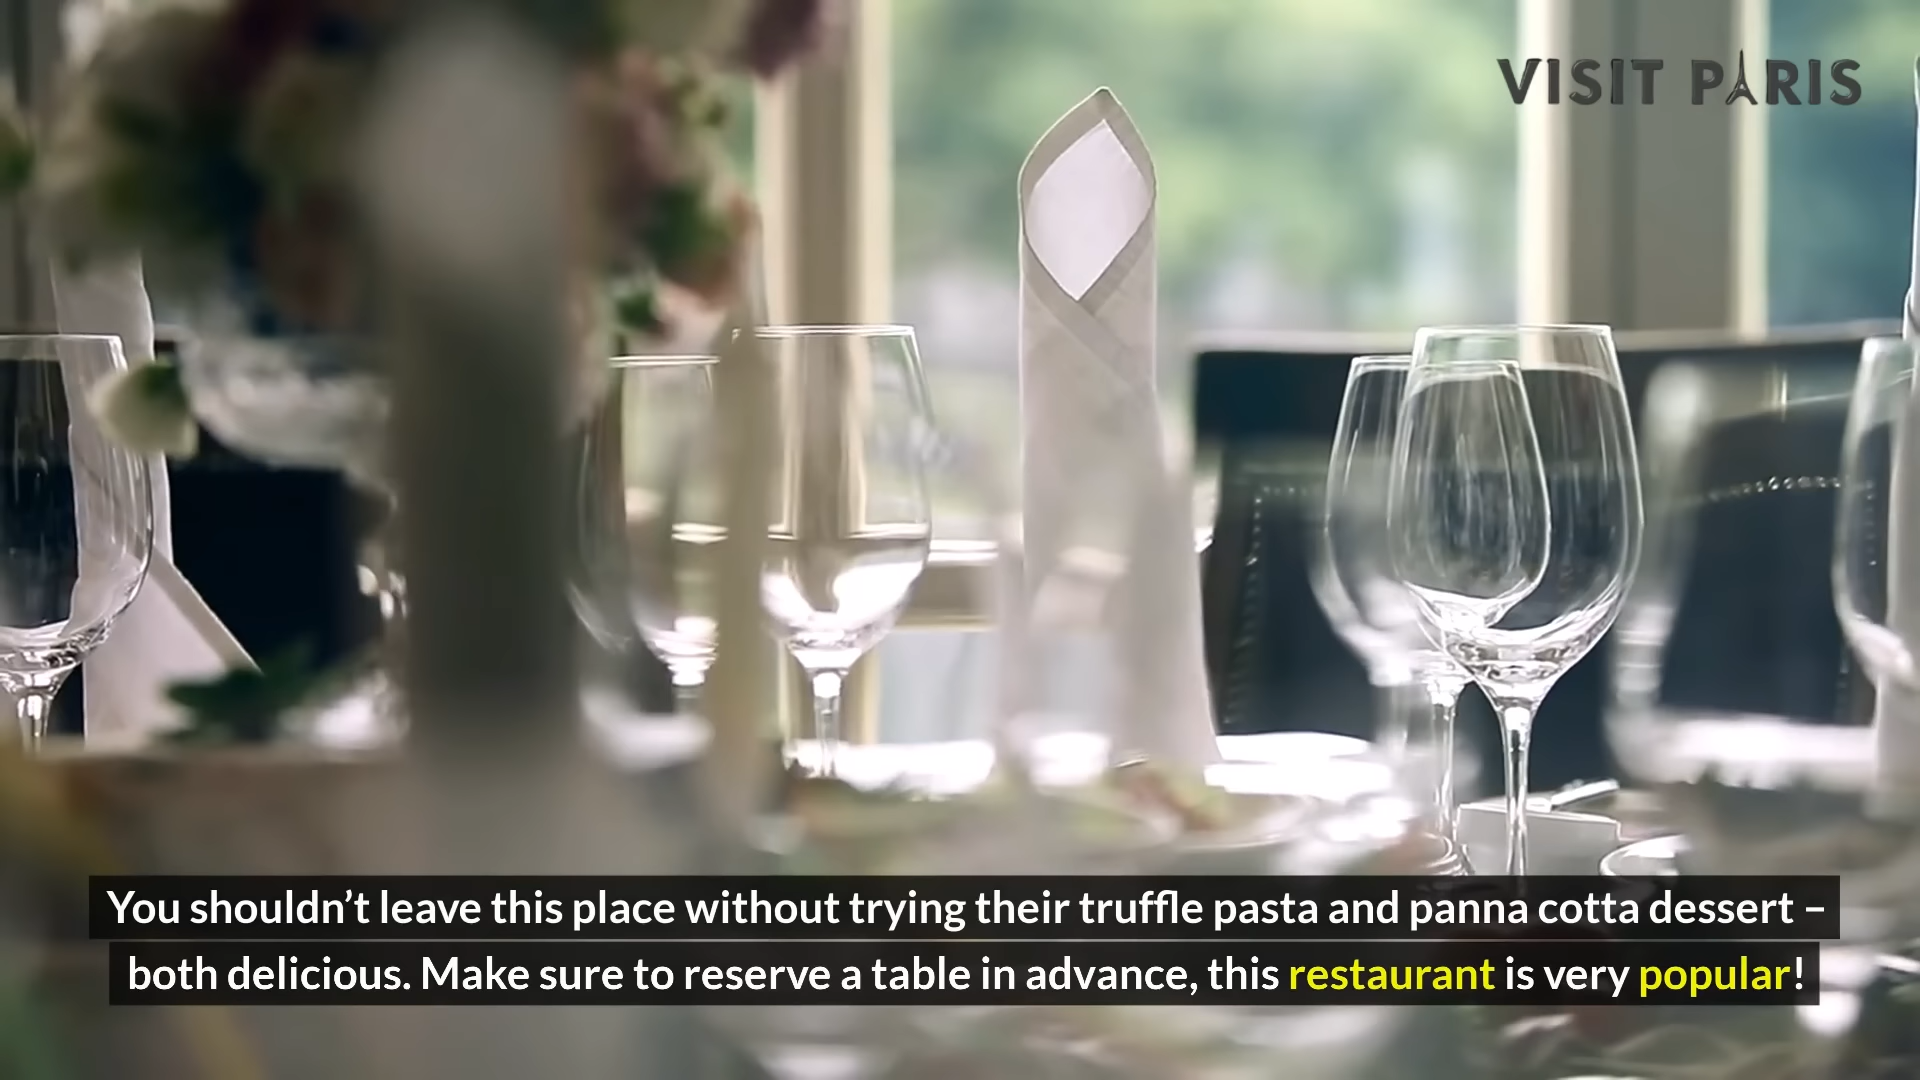 VISIT PARIS
You shouldn’t leave this place without trying their truffle pasta and panna cotta dessert –
both delicious. Make sure to reserve a table in advance, this restaurant is very popular!